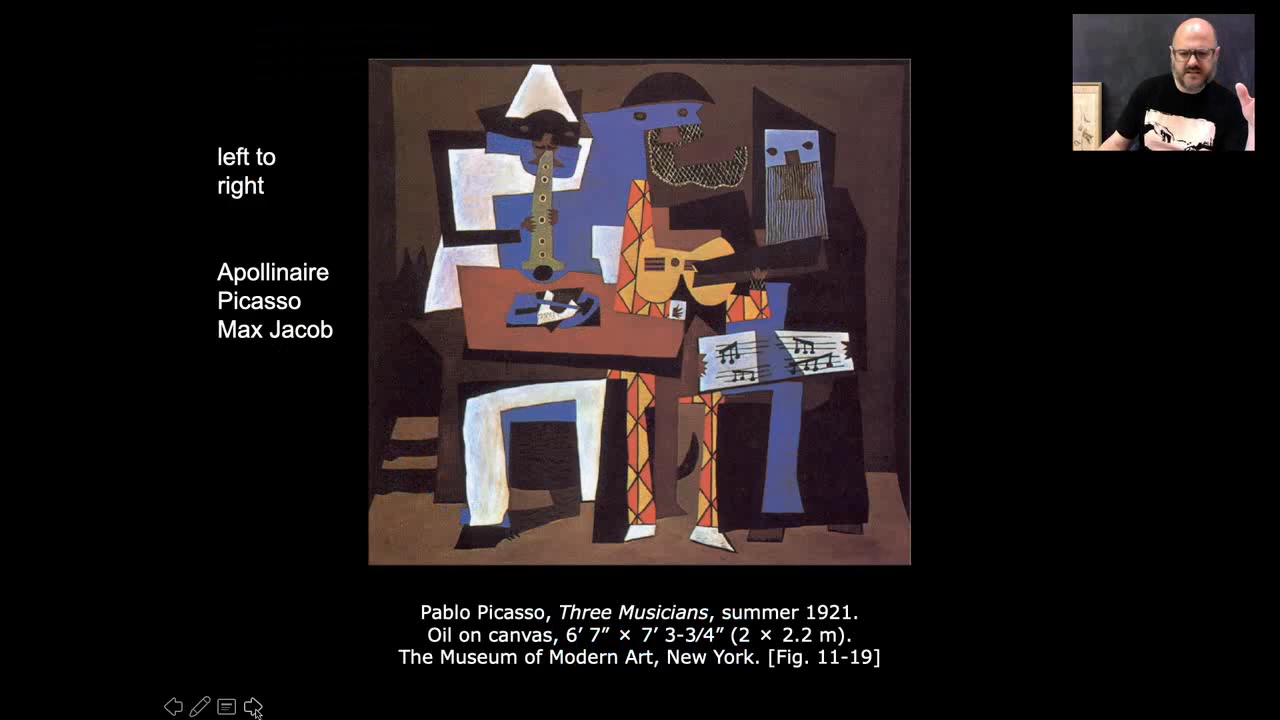 left to
right
Apollinaire
Picasso
Max Jacob
Pablo Picasso, Three Musicians, summer 1921.
Oil on canvas, 6’ 7” × 7’ 3-3/4” (2 × 2.2 m).
The Museum of Modern Art, New York. [Fig. 11-19]